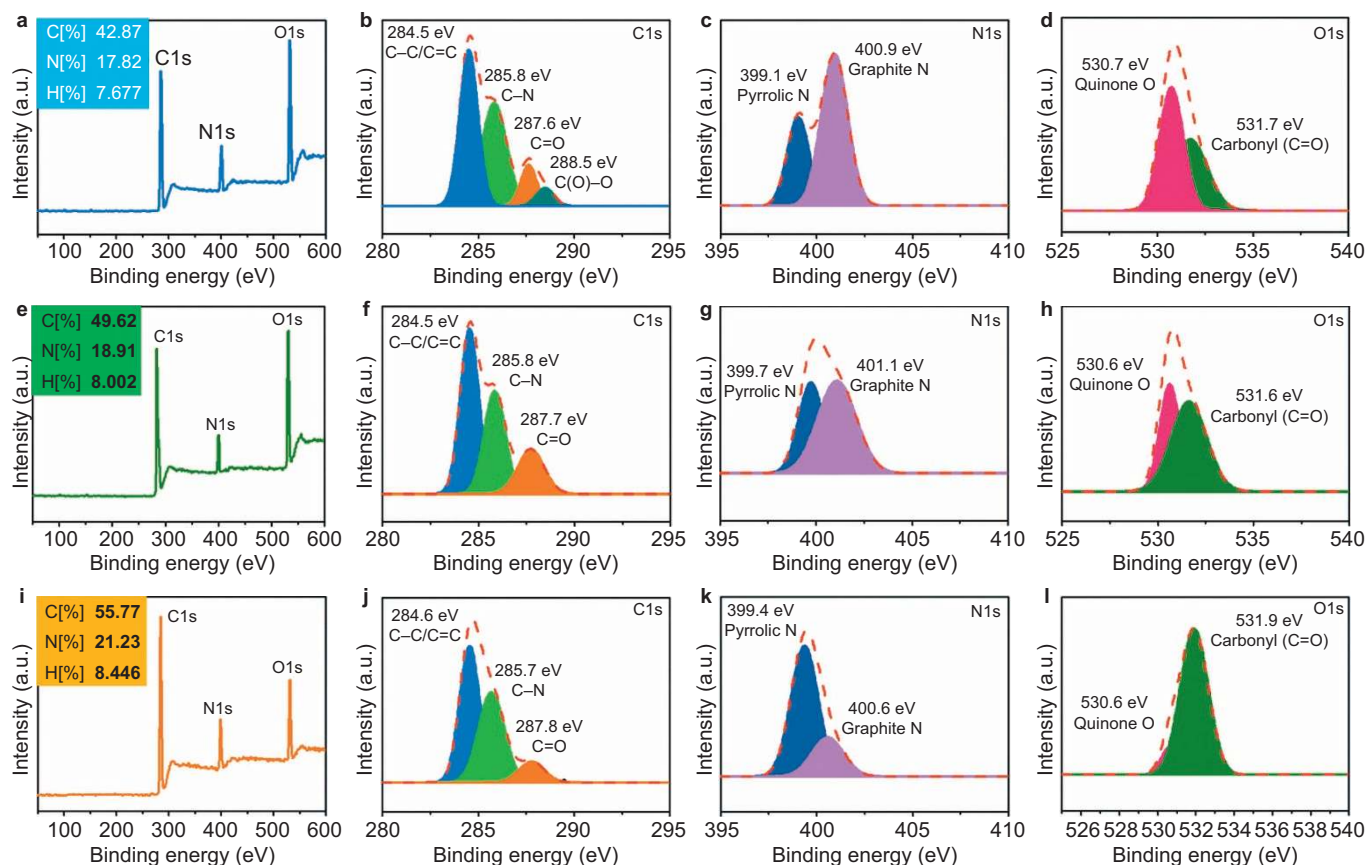 a
C[%] 42.87
N[%] 17.82
H[%] 7.677
C1s
N1s
O1s
Intensity (a.u.)
100 200 300 400 500 600
Binding energy (eV)
b
C1s
284.5 eV
C–C/C=C
285.8 eV
C–N
287.6 eV
C=O
288.5 eV
C(O)–O
Intensity (a.u.)
280 285 290 295
Binding energy (eV)
c
N1s
399.1 eV
Pyrrolic N
400.9 eV
Graphite N
Intensity (a.u.)
395 400 405 410
Binding energy (eV)
d
O1s
530.7 eV
Quinone O
531.7 eV
Carbonyl (C=O)
Intensity (a.u.)
525 530 535 540
Binding energy (eV)
e
C[%] 49.62
N[%] 18.91
H[%] 8.002
C1s
N1s
O1s
Intensity (a.u.)
100 200 300 400 500 600
Binding energy (eV)
f
C1s
284.5 eV
C–C/C=C
285.8 eV
C–N
287.7 eV
C=O
Intensity (a.u.)
280 285 290 295
Binding energy (eV)
g
N1s
399.7 eV
Pyrrolic N
401.1 eV
Graphite N
Intensity (a.u.)
395 400 405 410
Binding energy (eV)
h
O1s
530.6 eV
Quinone O
531.6 eV
Carbonyl (C=O)
Intensity (a.u.)
525 530 535 540
Binding energy (eV)
i
C[%] 55.77
N[%] 21.23
H[%] 8.446
C1s
N1s
O1s
Intensity (a.u.)
100 200 300 400 500 600
Binding energy (eV)
j
C1s
284.6 eV
C–C/C=C
285.7 eV
C–N
287.8 eV
C=O
Intensity (a.u.)
280 285 290 295
Binding energy (eV)
k
N1s
399.4 eV
Pyrrolic N
400.6 eV
Graphite N
Intensity (a.u.)
395 400 405 410
Binding energy (eV)
l
O1s
531.9 eV
Carbonyl (C=O)
530.6 eV
Quinone O
Intensity (a.u.)
526 528 530 532 534 536 538 540
Binding energy (eV)